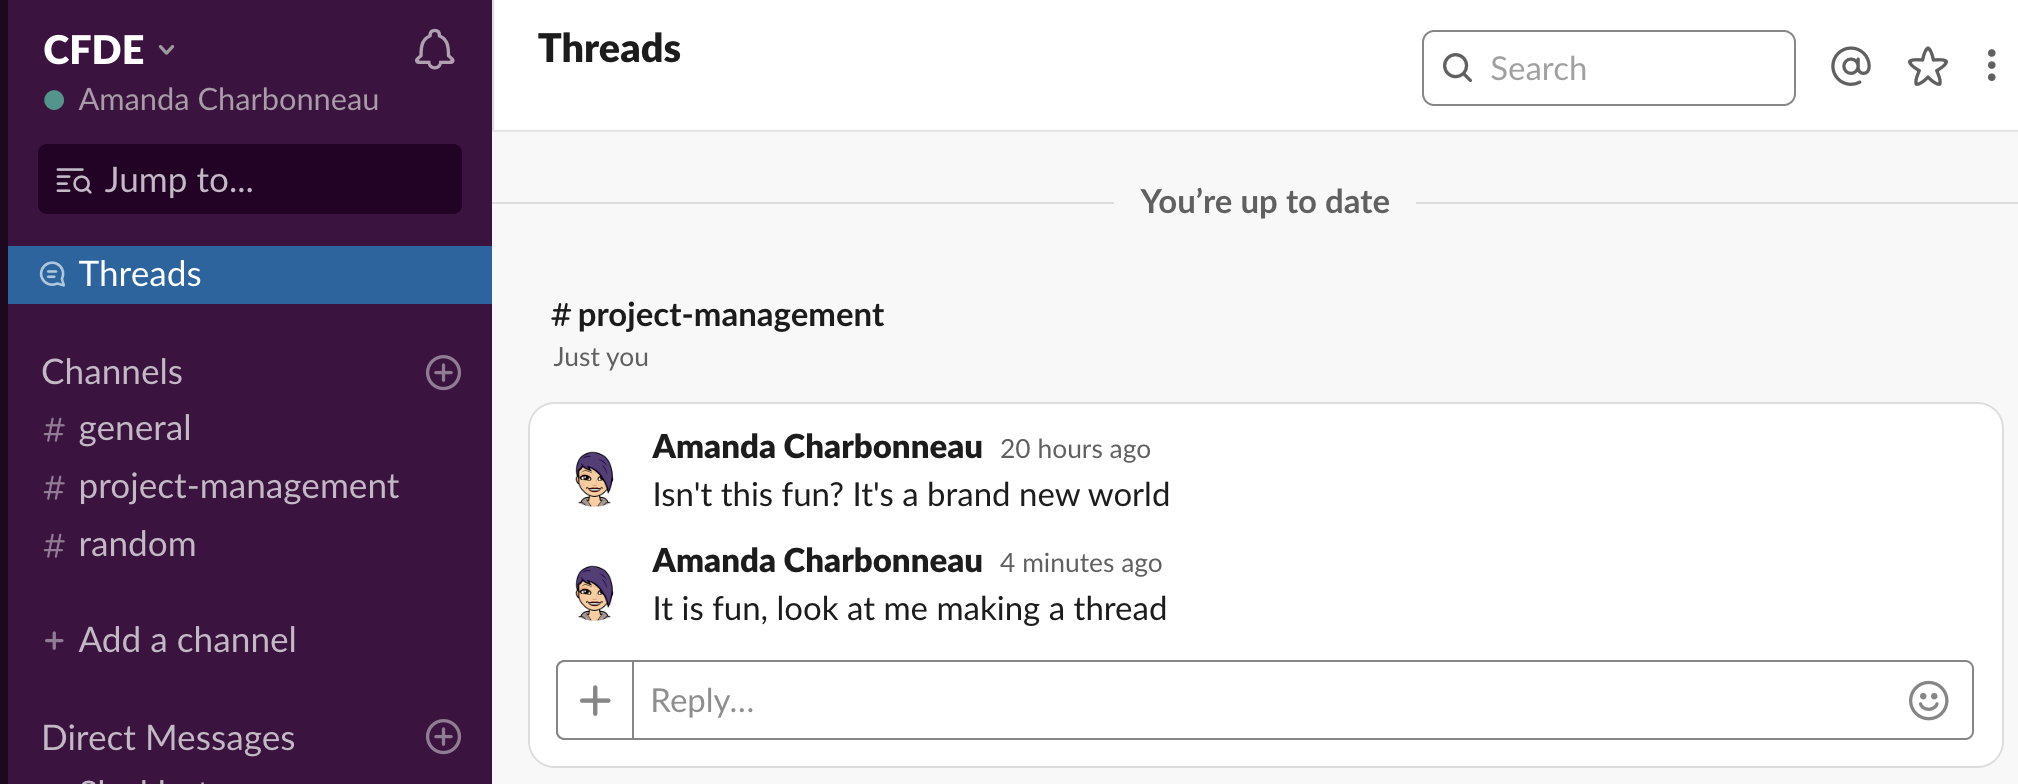 CFDE
Amanda Charbonneau
Jump to...
Threads
Channels
# general
# project-management
# random
+ Add a channel
Direct Messages
Threads
Search
You’re up to date
# project-management
Just you
Amanda Charbonneau 20 hours ago
Isn't this fun? It's a brand new world
Amanda Charbonneau 4 minutes ago
It is fun, look at me making a thread
Reply...